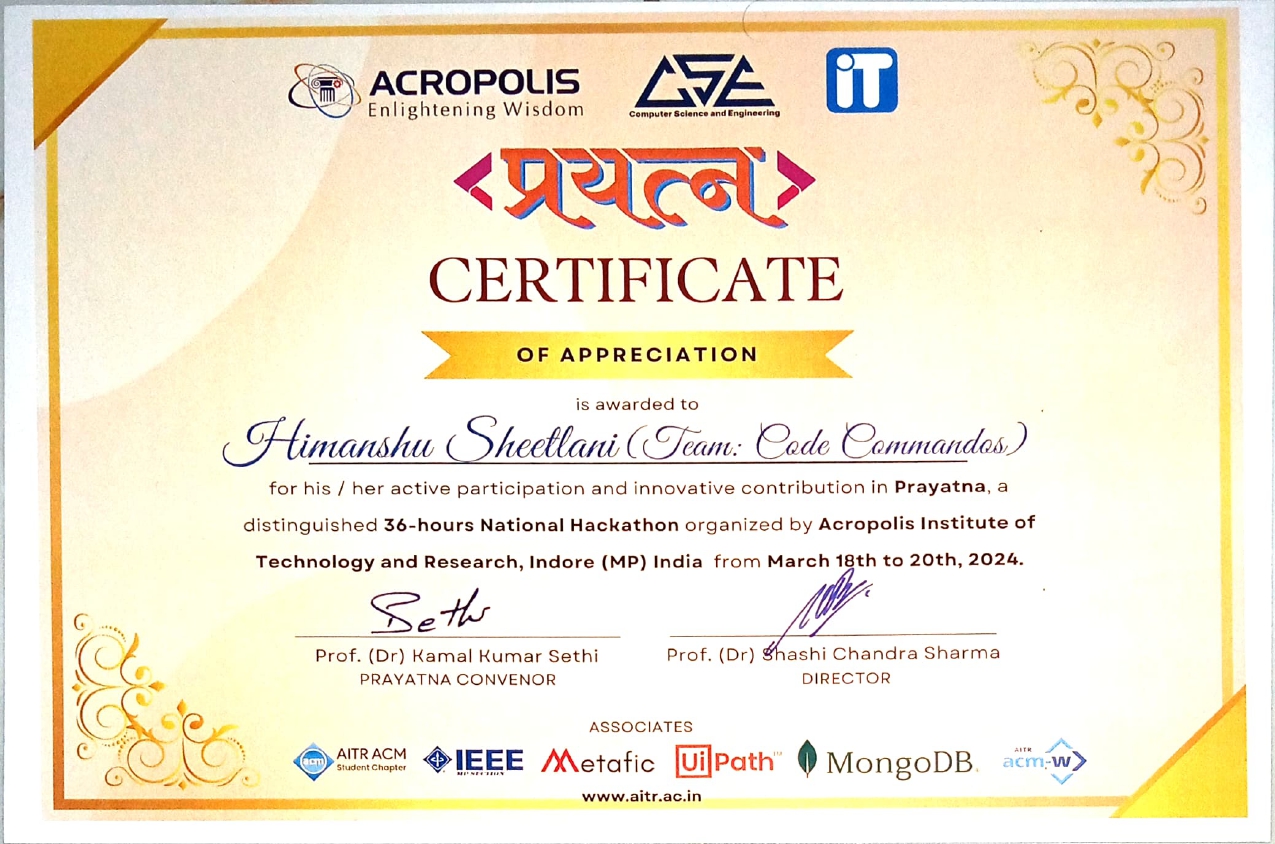 ACROPOLIS
Enlightening Wisdom
CSE
Computer Science and Engineering
iT
<प्रयत्न>
CERTIFICATE
OF APPRECIATION
is awarded to
Himanshu Sheetlani (Team: Code Commandos)
for his / her active participation and innovative contribution in Prayatna, a
distinguished 36-hours National Hackathon organized by Acropolis Institute of
Technology and Research, Indore (MP) India from March 18th to 20th, 2024.
Sethi
Prof. (Dr) Kamal Kumar Sethi
PRAYATNA CONVENOR
Prof. (Dr) Shashi Chandra Sharma
DIRECTOR
ASSOCIATES
acm AITR ACM
Student Chapter
IEEE
MP SECTION
Metafic
UiPath™
MongoDB.
AITR
acm-w
www.aitr.ac.in